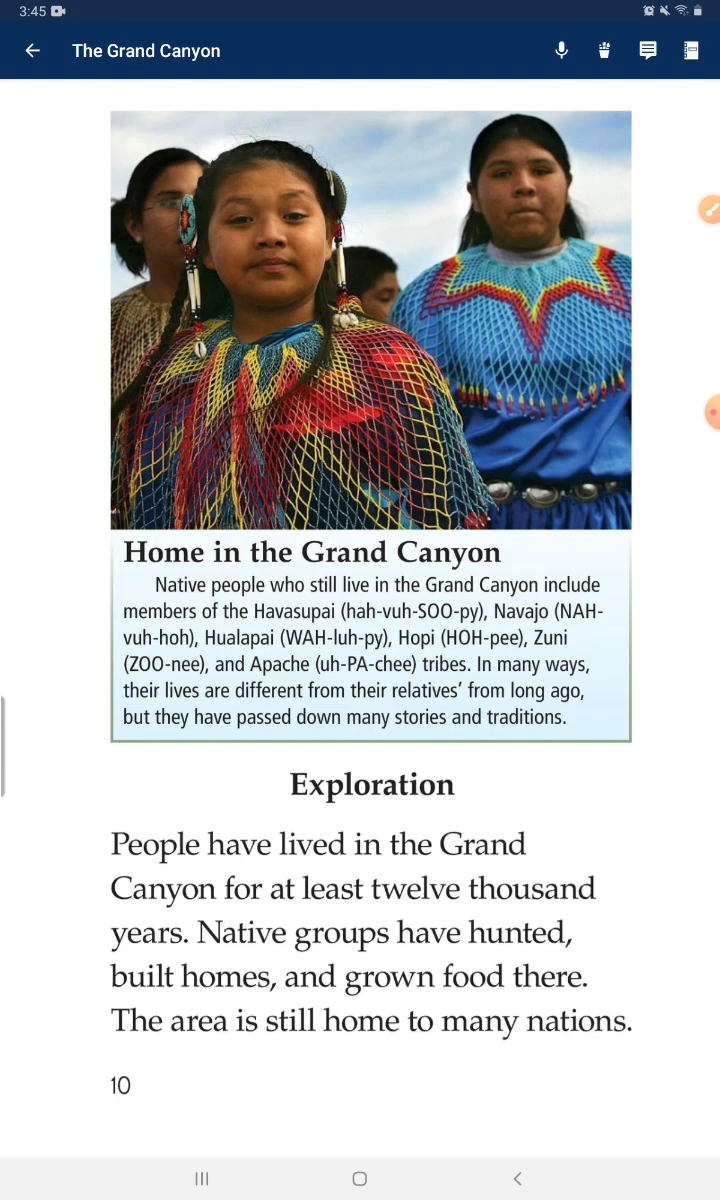 3:45
The Grand Canyon
Home in the Grand Canyon
Native people who still live in the Grand Canyon include
members of the Havasupai (hah-vuh-SOO-py), Navajo (NAH-
vuh-hoh), Hualapai (WAH-luh-py), Hopi (HOH-pee), Zuni
(ZOO-nee), and Apache (uh-PA-chee) tribes. In many ways,
their lives are different from their relatives’ from long ago,
but they have passed down many stories and traditions.
Exploration
People have lived in the Grand
Canyon for at least twelve thousand
years. Native groups have hunted,
built homes, and grown food there.
The area is still home to many nations.
10